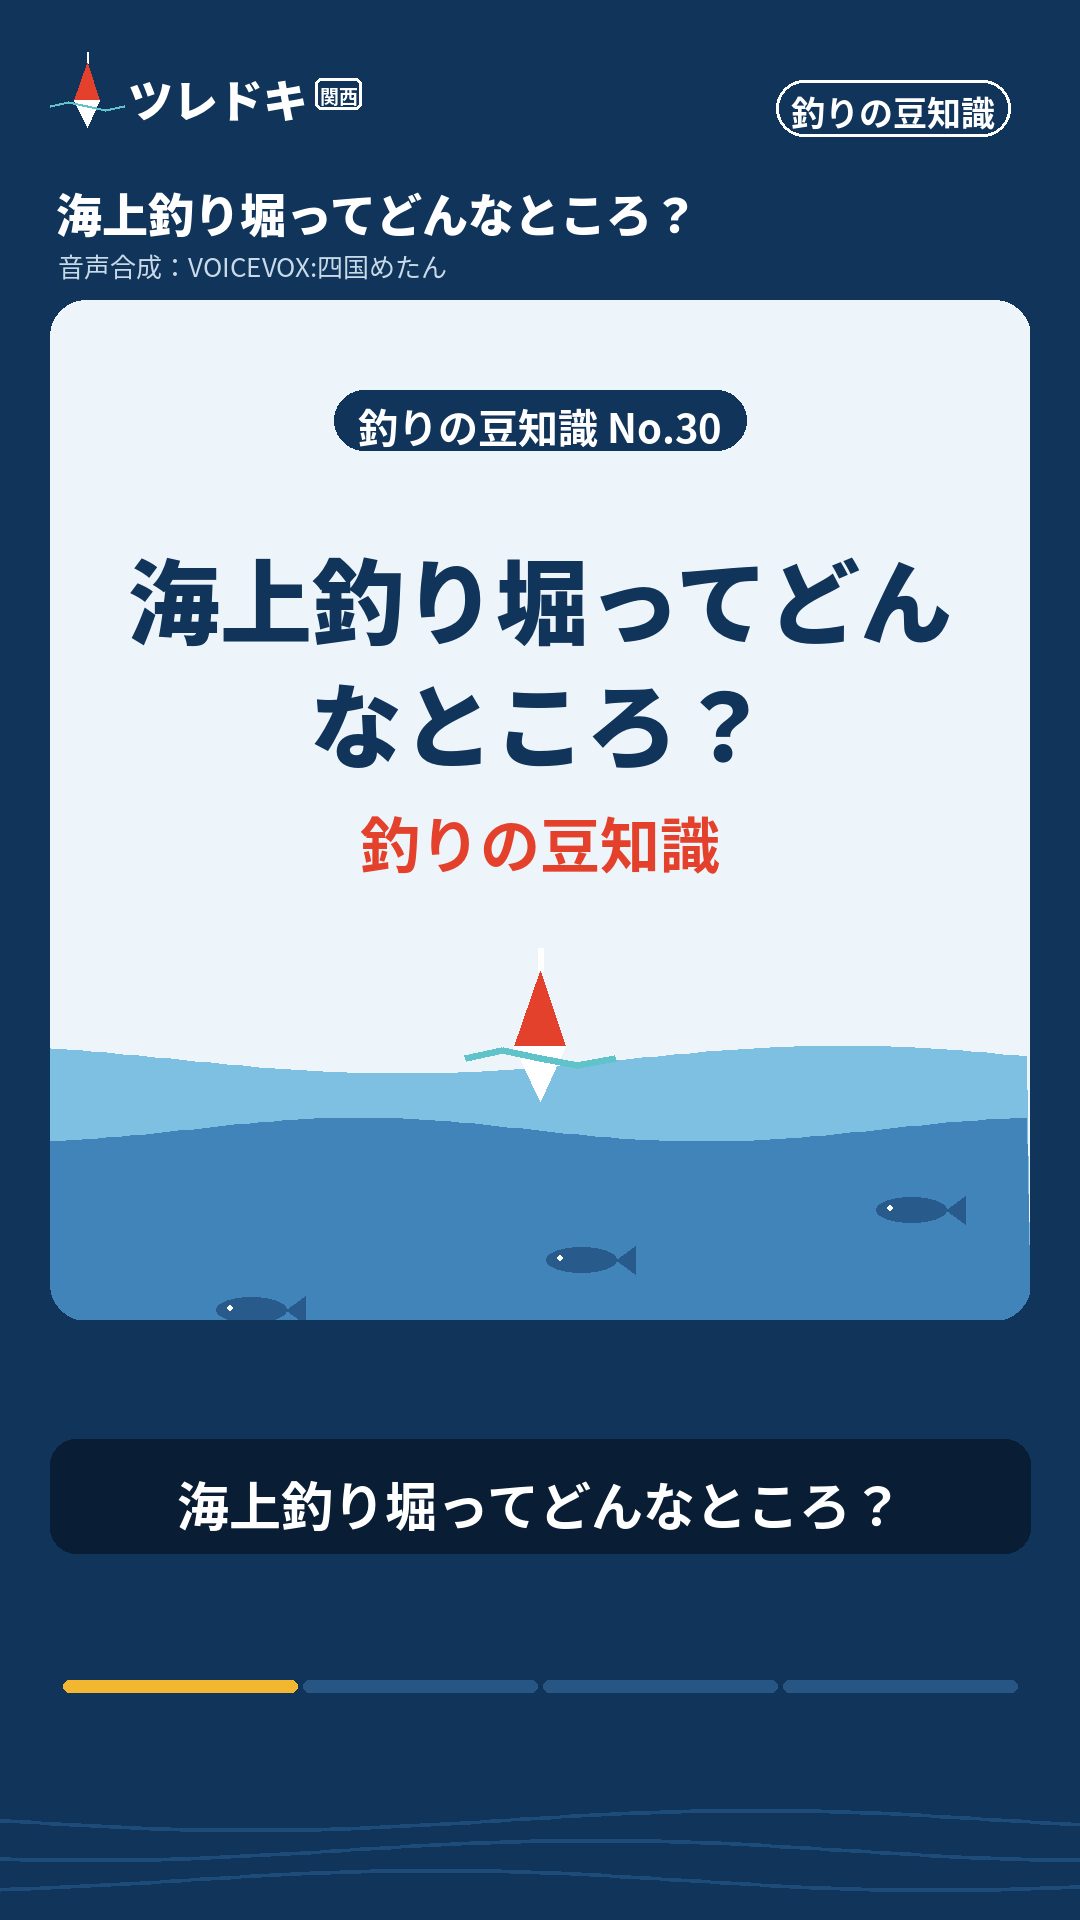 ツレドキ 関西
釣りの豆知識
海上釣り堀ってどんなところ？
音声合成：VOICEVOX:四国めたん
釣りの豆知識 No.30
海上釣り堀ってどん
なところ？
釣りの豆知識
海上釣り堀ってどんなところ？